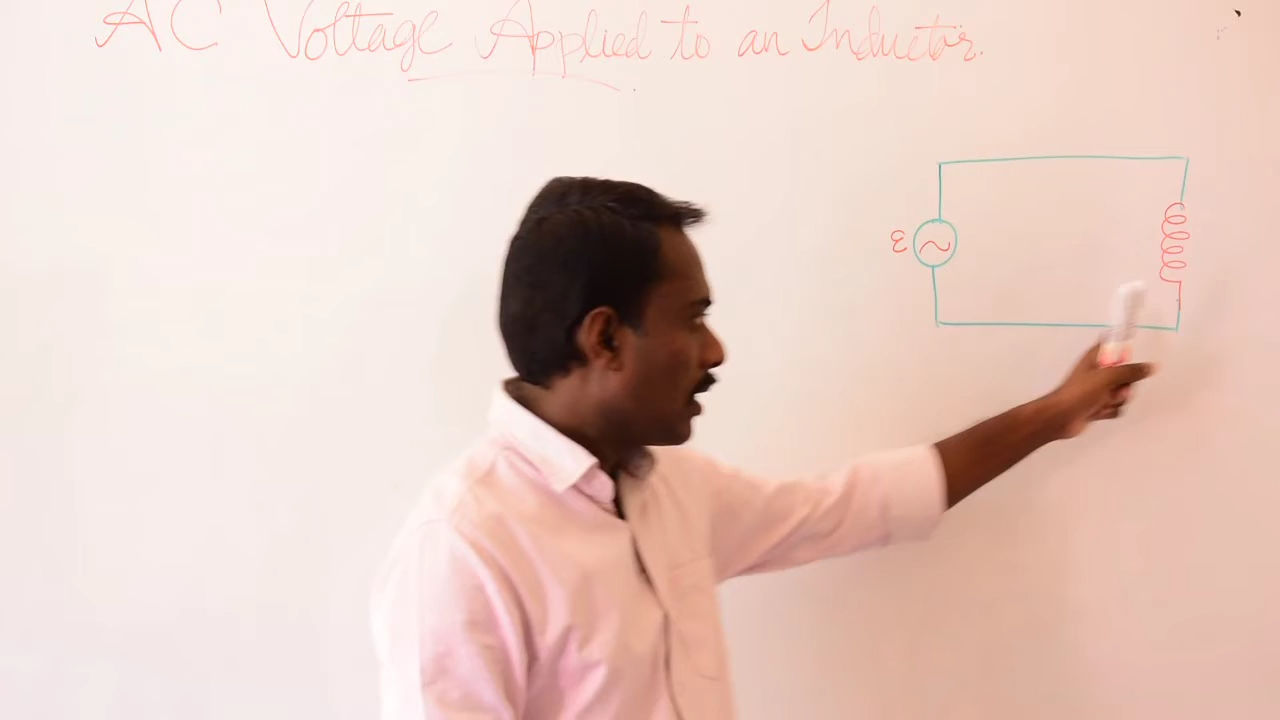 AC Voltage Applied to an Inductor.
ε